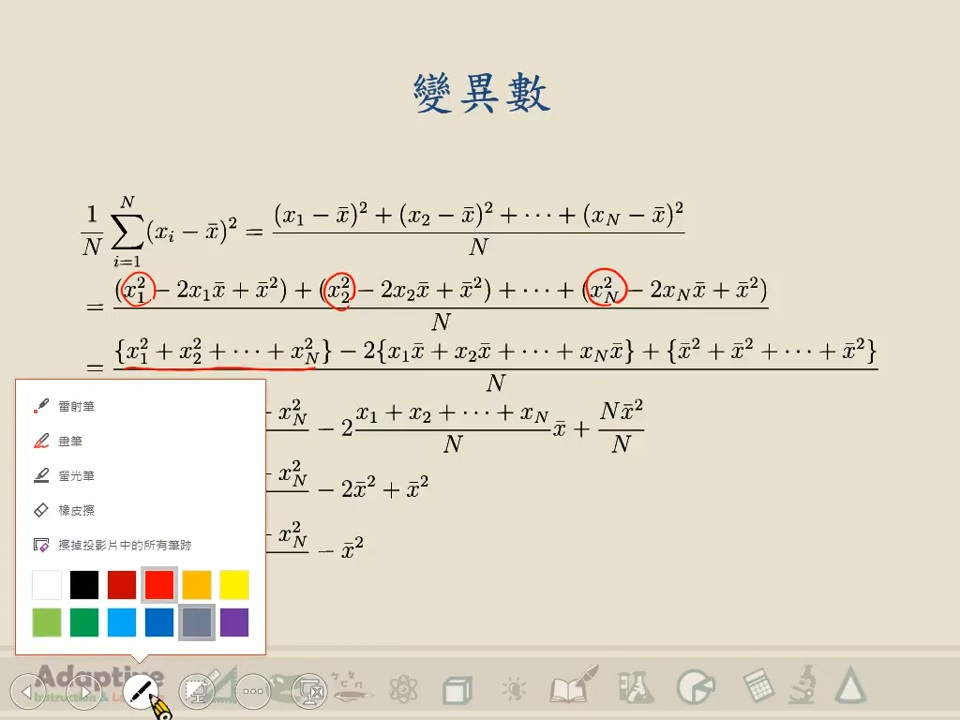 變異數
\frac{1}{N}\sum_{i=1}^{N}(x_i-\bar{x})^2=\frac{(x_1-\bar{x})^2+(x_2-\bar{x})^2+\cdots+(x_N-\bar{x})^2}{N}
=\frac{(x_1^2-2x_1\bar{x}+\bar{x}^2)+(x_2^2-2x_2\bar{x}+\bar{x}^2)+\cdots+(x_N^2-2x_N\bar{x}+\bar{x}^2)}{N}
=\frac{\{x_1^2+x_2^2+\cdots+x_N^2\}-2\{x_1\bar{x}+x_2\bar{x}+\cdots+x_N\bar{x}\}+\{\bar{x}^2+\bar{x}^2+\cdots+\bar{x}^2\}}{N}
x_N^2-2\frac{x_1+x_2+\cdots+x_N}{N}\bar{x}+\frac{N\bar{x}^2}{N}
x_N^2-2\bar{x}^2+\bar{x}^2
x_N^2-\bar{x}^2
雷射筆
畫筆
螢光筆
橡皮擦
擦掉投影片中的所有筆跡
Adaptive